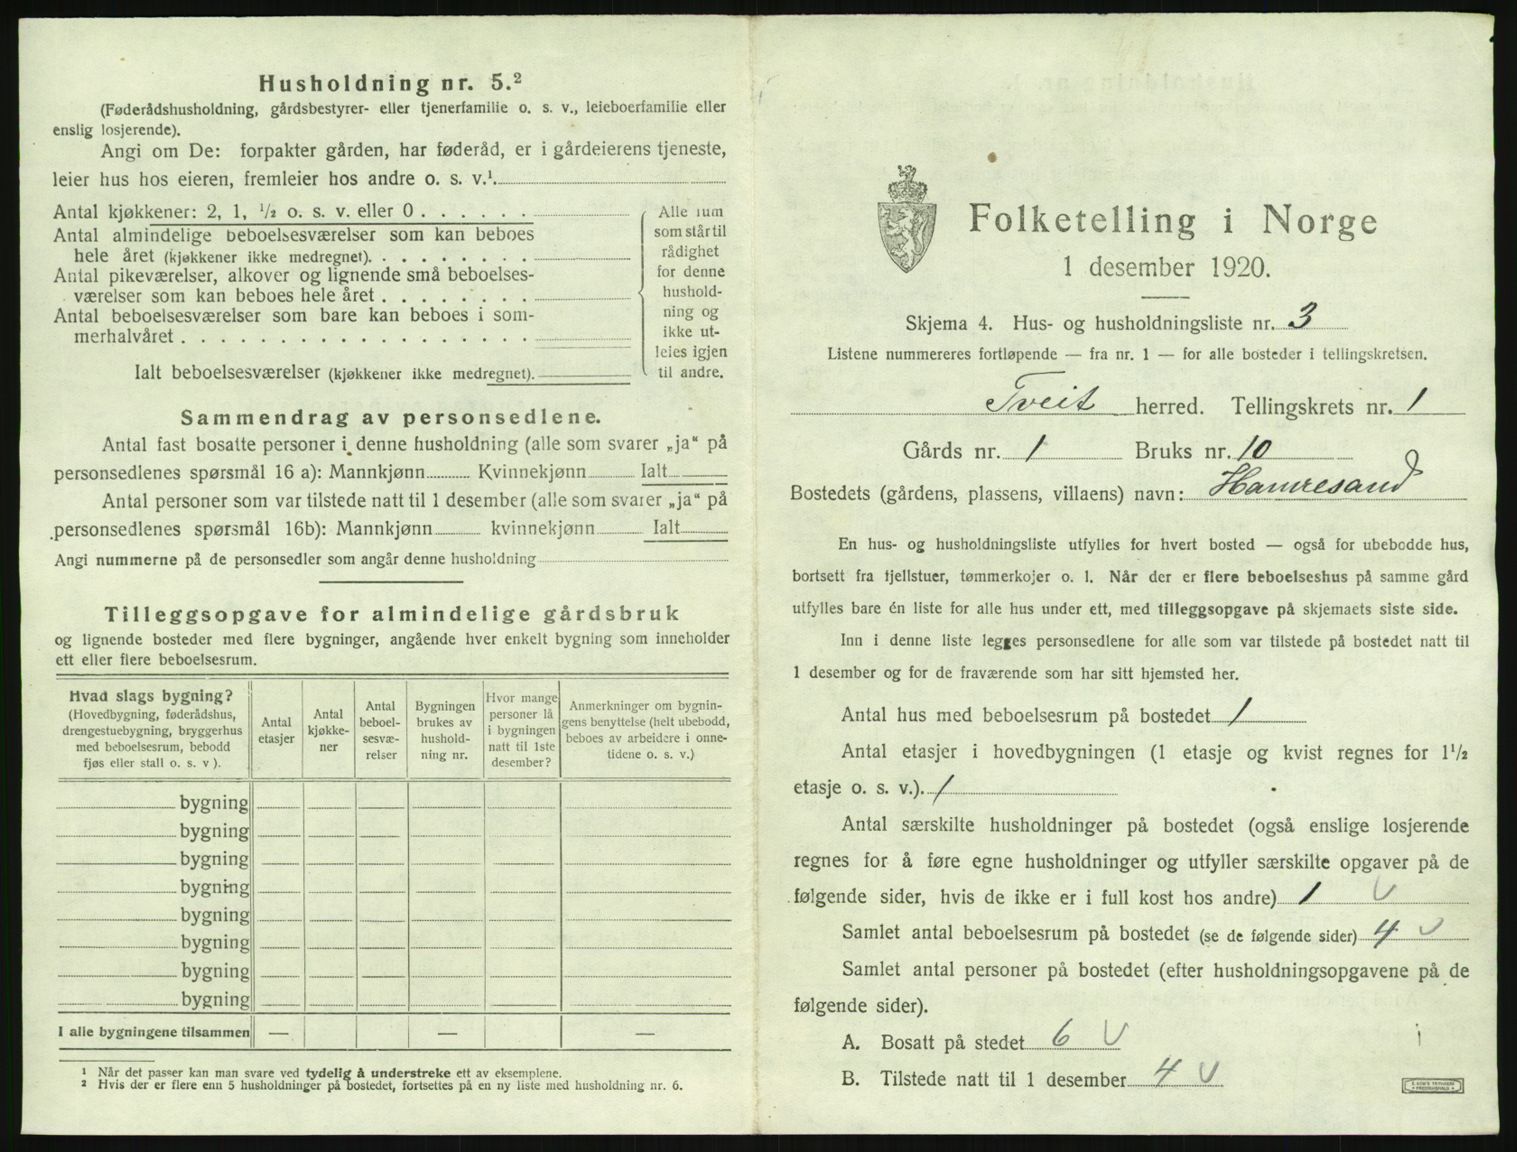 Husholdning nr. 5.²
(Føderådshusholdning, gårdsbestyrer- eller tjenerfamilie o. s. v., leieboerfamilie eller
enslig losjerende).
Angi om De: forpakter gården, har føderåd, er i gårdeierens tjeneste,
leier hus hos eieren, fremleier hos andre o. s. v.¹
Antal kjøkkener: 2, 1, ½ o. s. v. eller 0 . . . . . .
Antal almindelige beboelsesværelser som kan beboes
hele året (kjøkkener ikke medregnet). . . . . . . . .
Antal pikeværelser, alkover og lignende små beboelses-
værelser som kan beboes hele året . . . . . . . .
Antal beboelsesværelser som bare kan beboes i som-
merhalvåret . . . . . . . . . . . . . . . . . .
Ialt beboelsesværelser (kjøkkener ikke medregnet).
Alle rum
som står til
rådighet
for denne
hushold-
ning og
ikke ut-
leies igjen
til andre.
Sammendrag av personsedlene.
Antal fast bosatte personer i denne husholdning (alle som svarer „ja“ på
personsedlenes spørsmål 16 a): Mannkjønn Kvinnekjønn Ialt
Antal personer som var tilstede natt til 1 desember (alle som svarer „ja“ på
personsedlenes spørsmål 16b): Mannkjønn kvinnekjønn Ialt
Angi nummerne på de personsedler som angår denne husholdning
Tilleggsopgave for almindelige gårdsbruk
og lignende bosteder med flere bygninger, angående hver enkelt bygning som inneholder
ett eller flere beboelsesrum.
Hvad slags bygning?
(Hovedbygning, føderådshus,
drengestuebygning, bryggerhus
med beboelsesrum, bebodd
fjøs eller stall o. s. v ).
Antal
etasjer
Antal
kjøkke-
ner
Antal
beboel-
sesvæ-
relser
Bygningen
brukes av
hushold-
ning nr.
Hvor mange
personer lå
i bygningen
natt til 1ste
desember?
Anmerkninger om bygnin-
gens benyttelse (helt ubebodd,
beboes av arbeidere i onne-
tidene o. s. v.)
bygning
bygning
bygning
bygning
bygning
bygning
bygning
bygning
I alle bygningene tilsammen — — —
¹ Når det passer kan man svare ved tydelig å understreke ett av eksemplene.
² Hvis der er flere enn 5 husholdninger på bostedet, fortsettes på en ny liste med husholdning nr. 6.
Folketelling i Norge
1 desember 1920.
Skjema 4. Hus- og husholdningsliste nr. 3
Listene nummereres fortløpende — fra nr. 1 — for alle bosteder i tellingskretsen.
Tveit herred. Tellingskrets nr. 1
Gårds nr. 1 Bruks nr. 10
Bostedets (gårdens, plassens, villaens) navn: Hamresand
En hus- og husholdningsliste utfylles for hvert bosted — også for ubebodde hus,
bortsett fra fjellstuer, tømmerkojer o. l. Når der er flere beboelseshus på samme gård
utfylles bare én liste for alle hus under ett, med tilleggsopgave på skjemaets siste side.
Inn i denne liste legges personsedlene for alle som var tilstede på bostedet natt til
1 desember og for de fraværende som har sitt hjemsted her.
Antal hus med beboelsesrum på bostedet 1
Antal etasjer i hovedbygningen (1 etasje og kvist regnes for 1½
etasje o. s. v.). 1
Antal særskilte husholdninger på bostedet (også enslige losjerende
regnes for å føre egne husholdninger og utfyller særskilte opgaver på de
følgende sider, hvis de ikke er i full kost hos andre) 1 v
Samlet antal beboelsesrum på bostedet (se de følgende sider) 4 v
Samlet antal personer på bostedet (efter husholdningsopgavene på de
følgende sider).
A. Bosatt på stedet 6 v
B. Tilstede natt til 1 desember 4 v